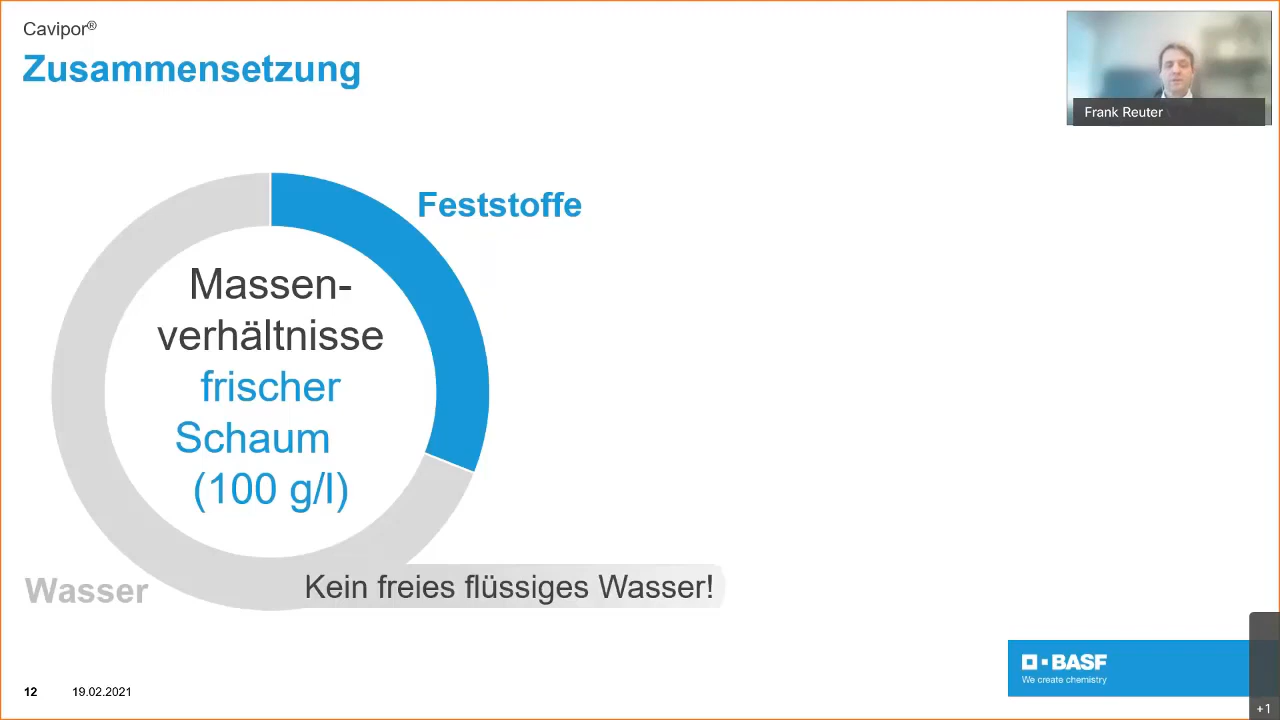 Cavipor®
Zusammensetzung
Frank Reuter
Feststoffe
Massen-
verhältnisse
frischer
Schaum
(100 g/l)
Wasser
Kein freies flüssiges Wasser!
BASF
We create chemistry
12 19.02.2021
+1